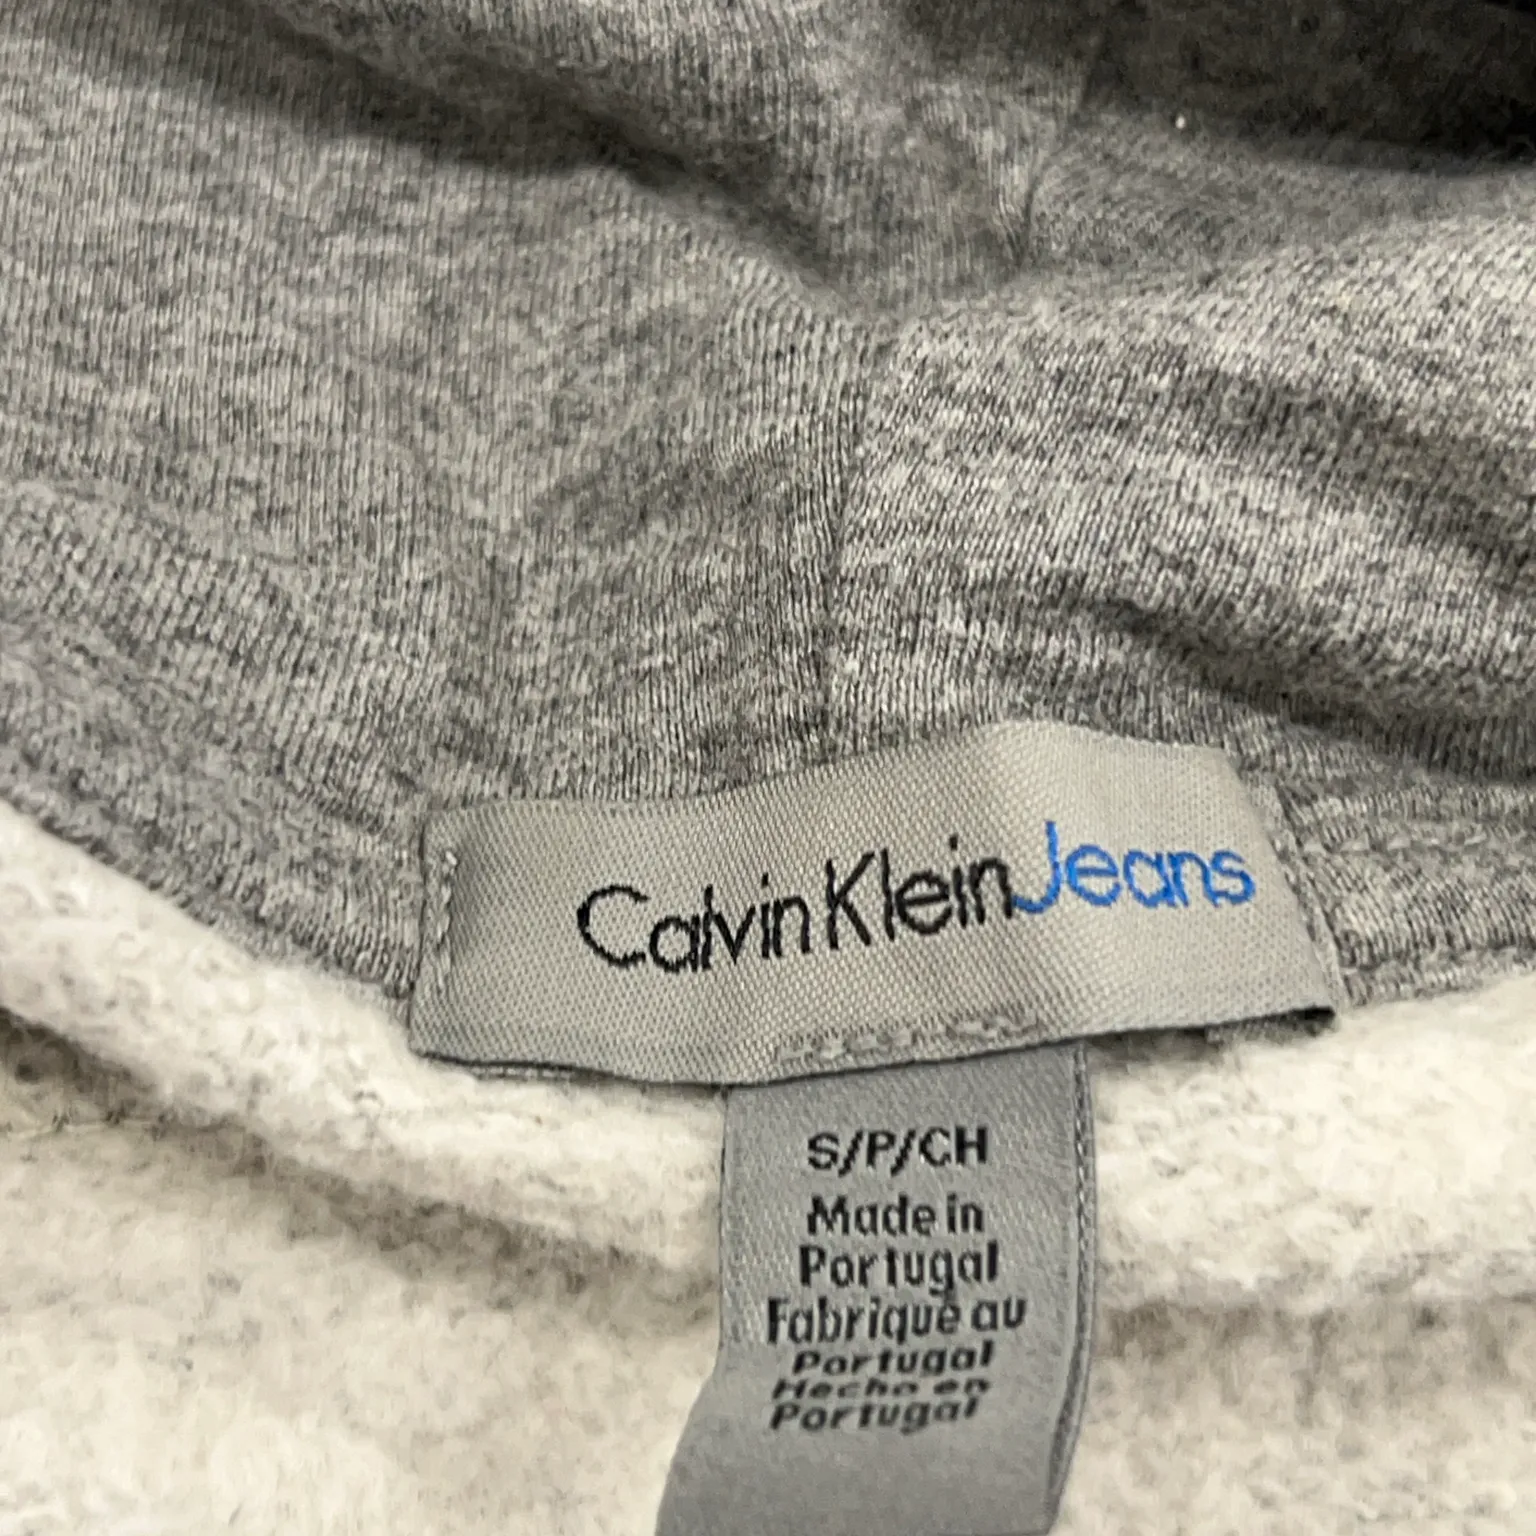 Calvin Klein Jeans
S/P/CH
Made in
Portugal
Fabriqué au
Portugal
Hecho en
Portugal